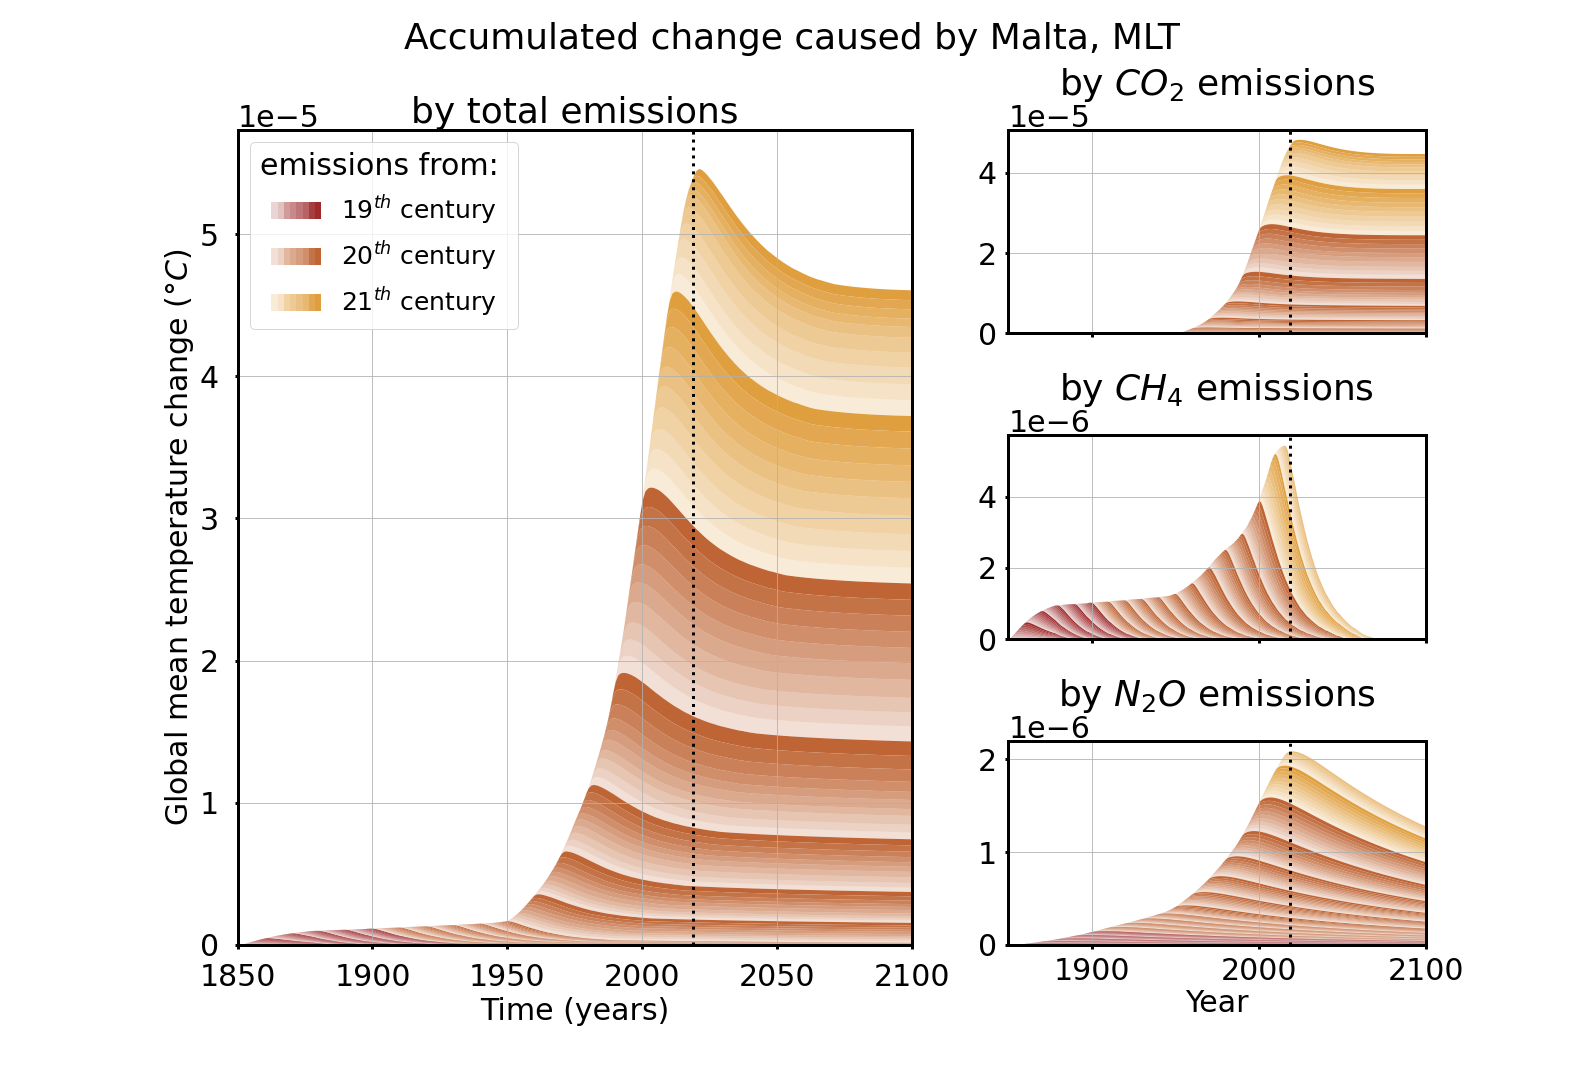 Accumulated change caused by Malta, MLT
by total emissions
1e−5
emissions from:
19th century
20th century
21th century
Global mean temperature change (°C)
5
4
3
2
1
0
1850 1900 1950 2000 2050 2100
Time (years)
by CO2 emissions
1e−5
4
2
0
by CH4 emissions
1e−6
4
2
0
by N2O emissions
1e−6
2
1
0
1900 2000 2100
Year